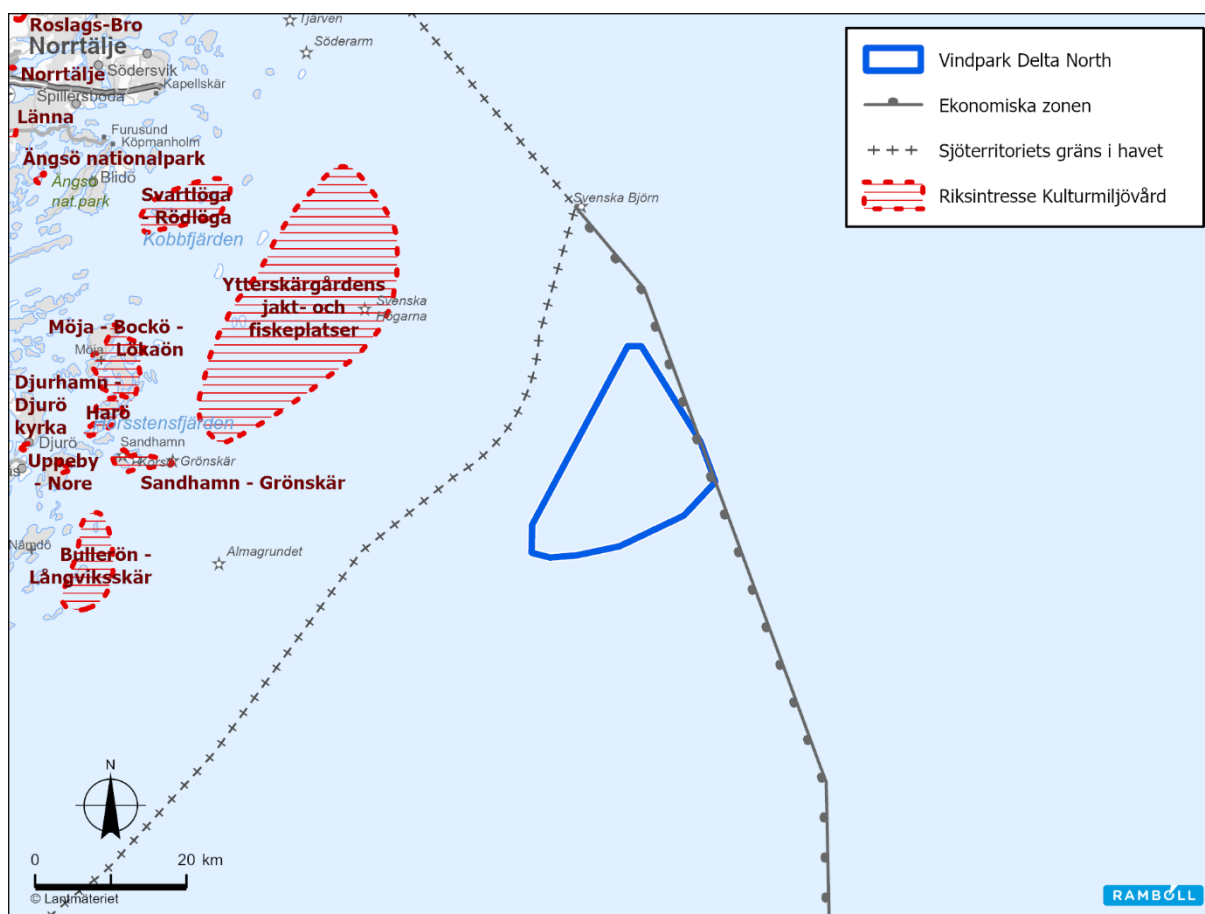 Roslags-Bro
Tjärven
Norrtälje
Söderarm
Södersvik
Norrtälje
Kapellskär
Spillersboda
Länna
Furusund
Köpmanholm
Ängsö nationalpark
Ängsö
nat.park
Blidö
Svartlöga
- Rödlöga
Kobbfjärden
Svenska Björn
Ytterskärgårdens
jakt- och
fiskeplatser
Svenska
Högarna
Möja - Bockö -
Lökaön
Möja
Djurhamn -
Djurö
kyrka
Harö
Djurö
Sandhamn
Korsö
Grönskär
Uppeby
- Nore
Sandhamn - Grönskär
Nämdö
Bullerön -
Långviksskär
Almagrundet
Vindpark Delta North
Ekonomiska zonen
Sjöterritoriets gräns i havet
Riksintresse Kulturmiljövård
N
0 20 km
© Lantmäteriet
RAMBOLL